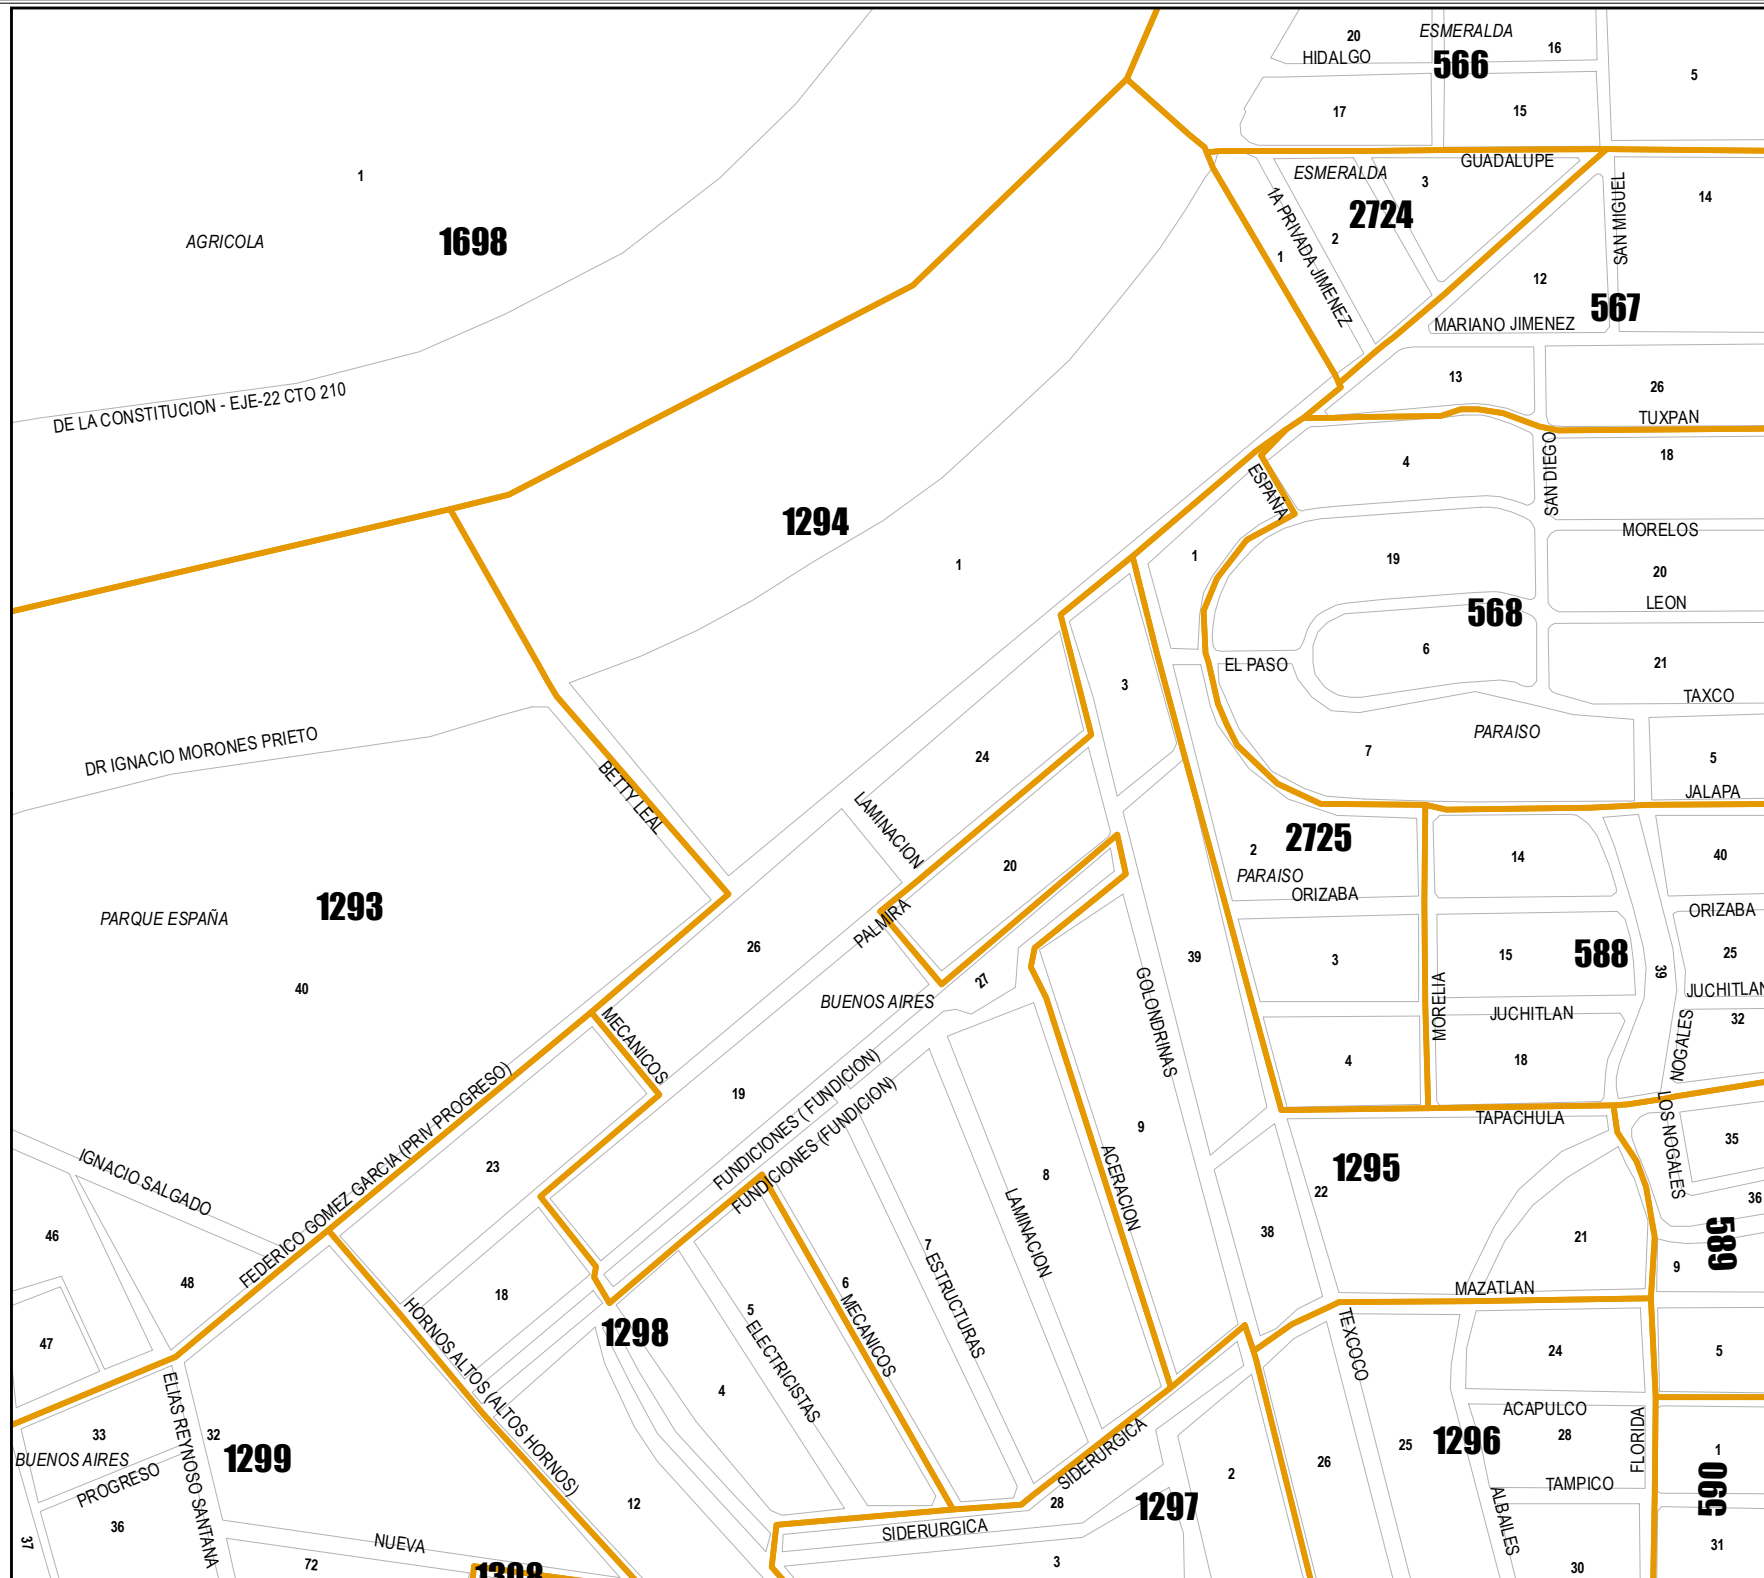 20
ESMERALDA
16
HIDALGO
566
5
17
15
GUADALUPE
1
ESMERALDA
3
2724
SAN MIGUEL
14
AGRICOLA
1698
1A PRIVADA JIMENEZ
2
1
12
567
MARIANO JIMENEZ
DE LA CONSTITUCION - EJE-22 CTO 210
13
26
TUXPAN
4
SAN DIEGO
18
ESPAÑA
1294
MORELOS
1
1
19
20
LEON
568
6
EL PASO
21
3
TAXCO
DR IGNACIO MORONES PRIETO
PARAISO
7
24
5
BETTY LEAL
JALAPA
LAMINACION
2
2725
14
40
20
PARAISO
ORIZABA
PARQUE ESPAÑA
1293
PALMIRA
ORIZABA
26
39
3
15
588
25
39
40
27
GOLONDRINAS
BUENOS AIRES
MORELIA
JUCHITLAN
JUCHITLAN
MECANICOS
NOGALES
32
4
18
FEDERICO GOMEZ GARCIA (PRIV PROGRESO)
19
FUNDICIONES ( FUNDICION)
FUNDICIONES (FUNDICION)
TAPACHULA
LOS NOGALES
9
35
IGNACIO SALGADO
23
ACERACION
8
1295
22
36
LAMINACION
46
38
21
589
7
48
6
9
18
MAZATLAN
5
HORNOS ALTOS (ALTOS HORNOS)
1298
MECANICOS
ESTRUCTURAS
TEXCOCO
47
ELECTRICISTAS
24
5
4
ELIAS REYNOSO SANTANA
ACAPULCO
33
32
28
FLORIDA
BUENOS AIRES
1299
SIDERURGICA
25
1296
1
PROGRESO
26
2
TAMPICO
590
12
28
1297
ALBAILES
36
SIDERURGICA
37
NUEVA
31
72
1308
3
30